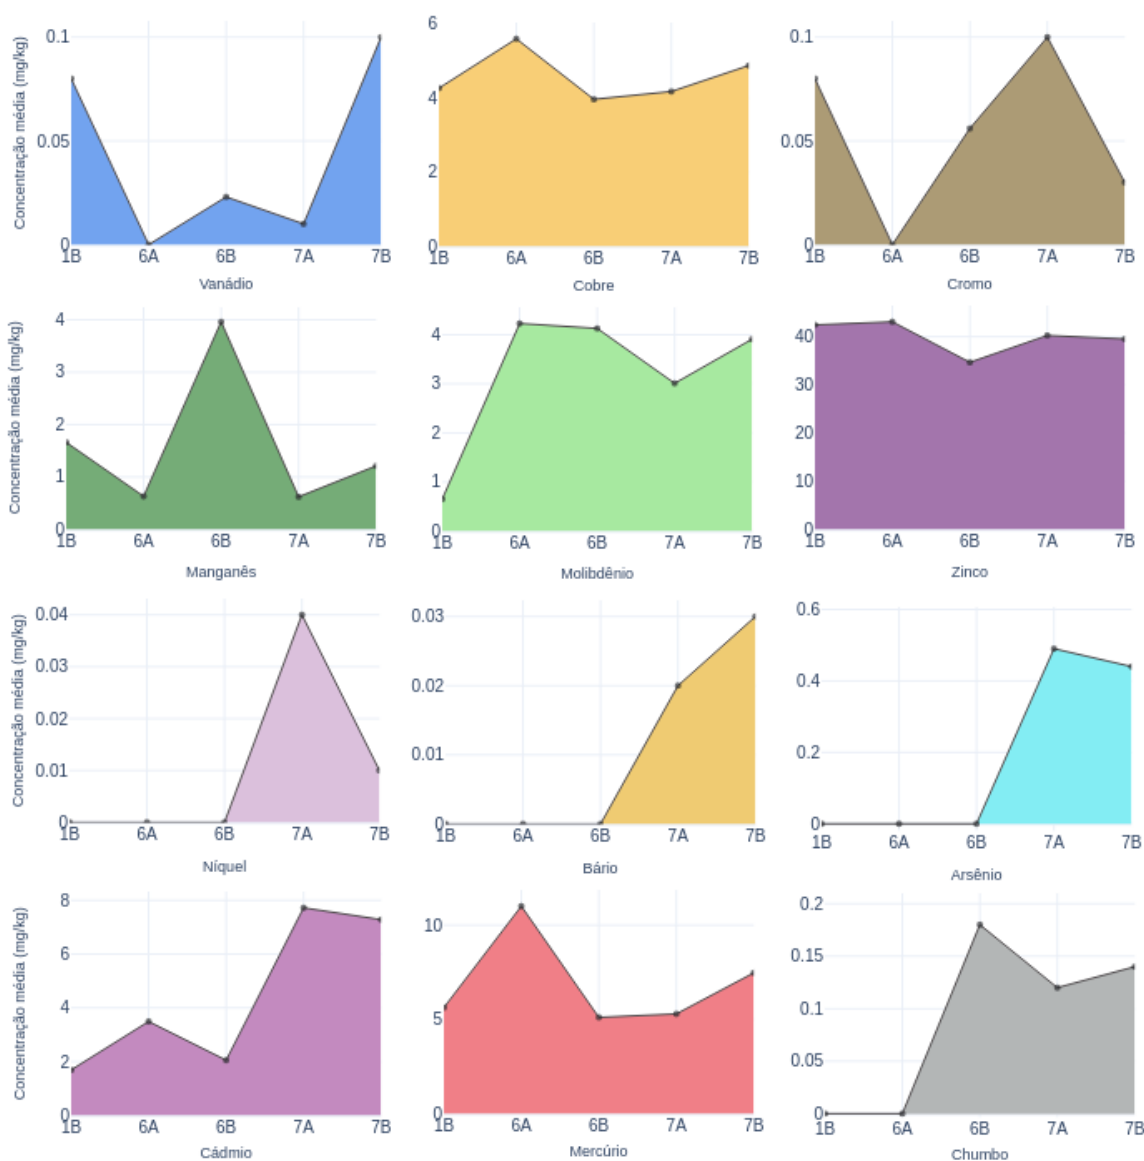 Concentração média (mg/kg)
0.1
0.05
0
1B 6A 6B 7A 7B
Vanádio
6
4
2
0
1B 6A 6B 7A 7B
Cobre
0.1
0.05
0
1B 6A 6B 7A 7B
Cromo
Concentração média (mg/kg)
4
3
2
1
0
1B 6A 6B 7A 7B
Manganês
4
3
2
1
0
1B 6A 6B 7A 7B
Molibdênio
40
30
20
10
0
1B 6A 6B 7A 7B
Zinco
Concentração média (mg/kg)
0.04
0.03
0.02
0.01
0
1B 6A 6B 7A 7B
Níquel
0.03
0.02
0.01
0
1B 6A 6B 7A 7B
Bário
0.6
0.4
0.2
0
1B 6A 6B 7A 7B
Arsênio
Concentração média (mg/kg)
8
6
4
2
0
1B 6A 6B 7A 7B
Cádmio
10
5
0
1B 6A 6B 7A 7B
Mercúrio
0.2
0.15
0.1
0.05
0
1B 6A 6B 7A 7B
Chumbo